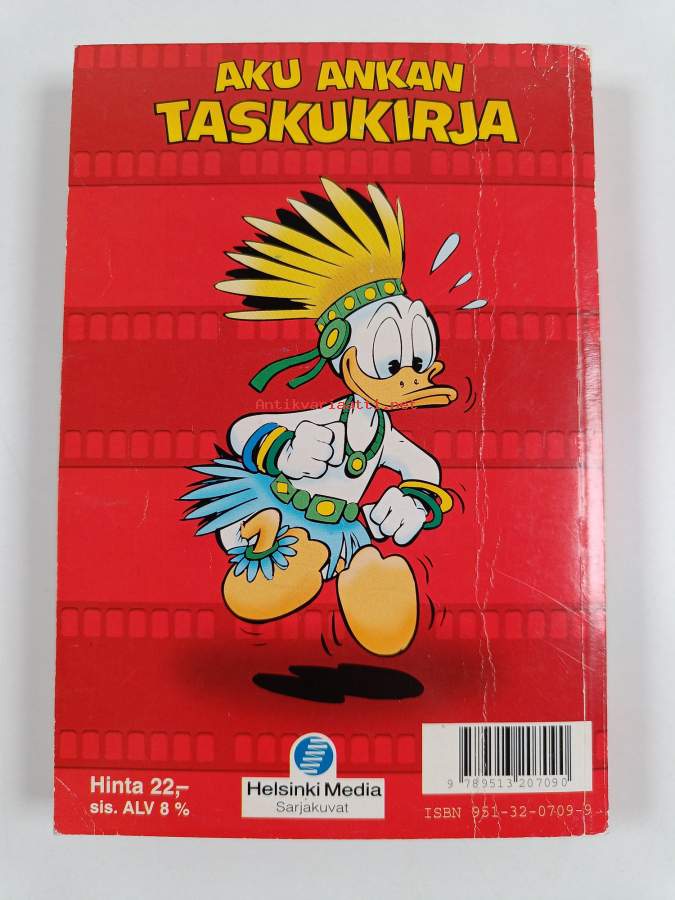 AKU ANKAN
TASKUKIRJA
Antikvariaatti.net
Hinta 22,–
sis. ALV 8 %
Helsinki Media
Sarjakuvat
9 789513 207090
ISBN 951-32-0709-9